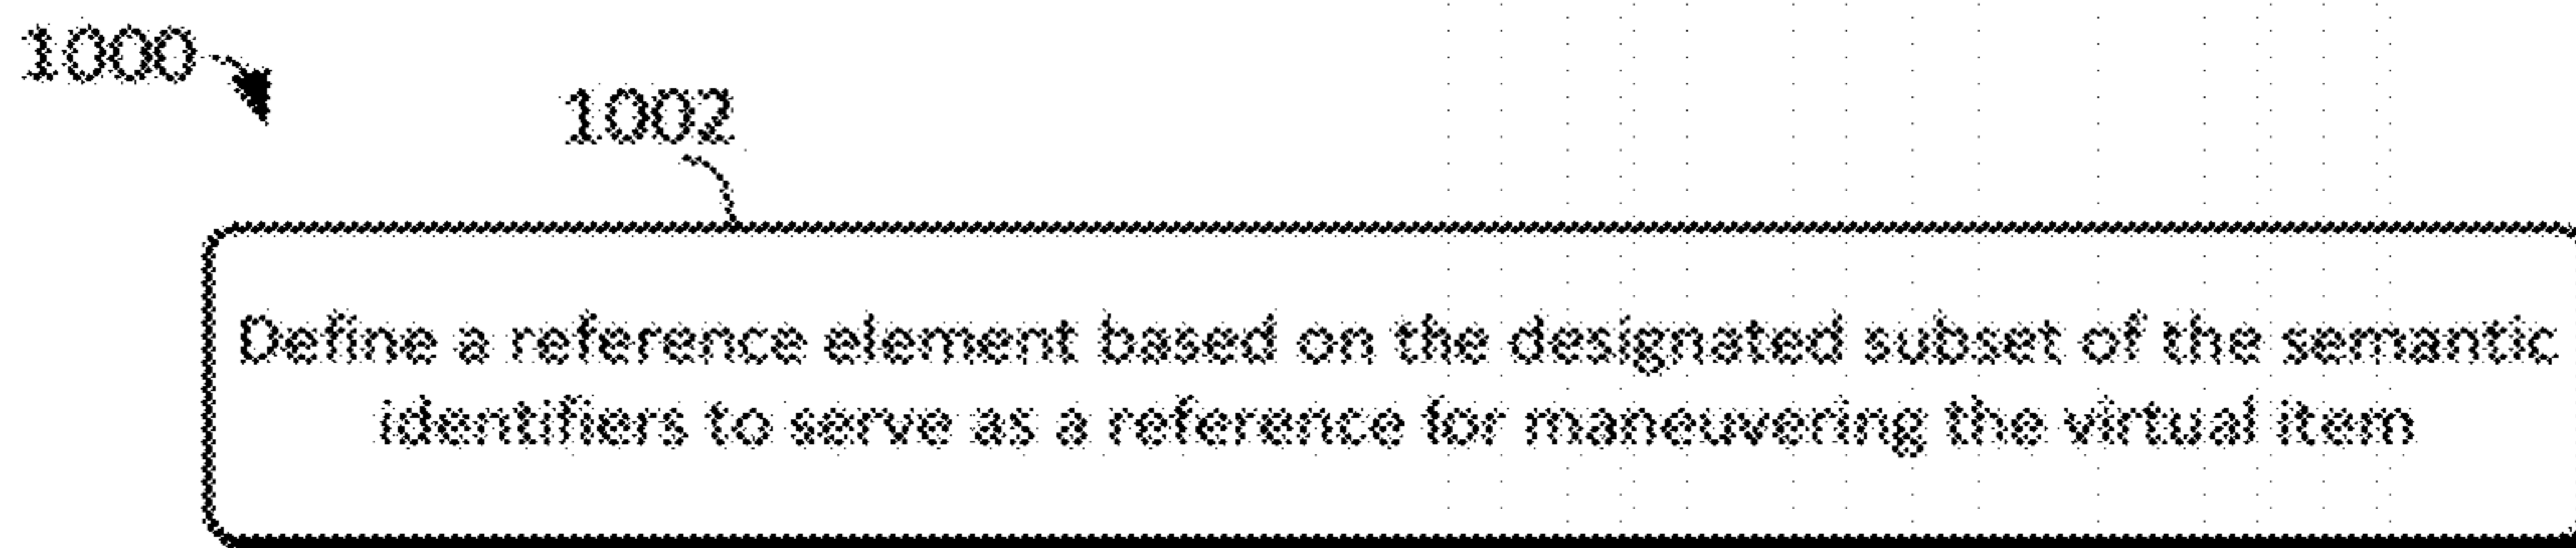 1000
1002
Define a reference element based on the designated subset of the semantic
identifiers to serve as a reference for maneuvering the virtual item